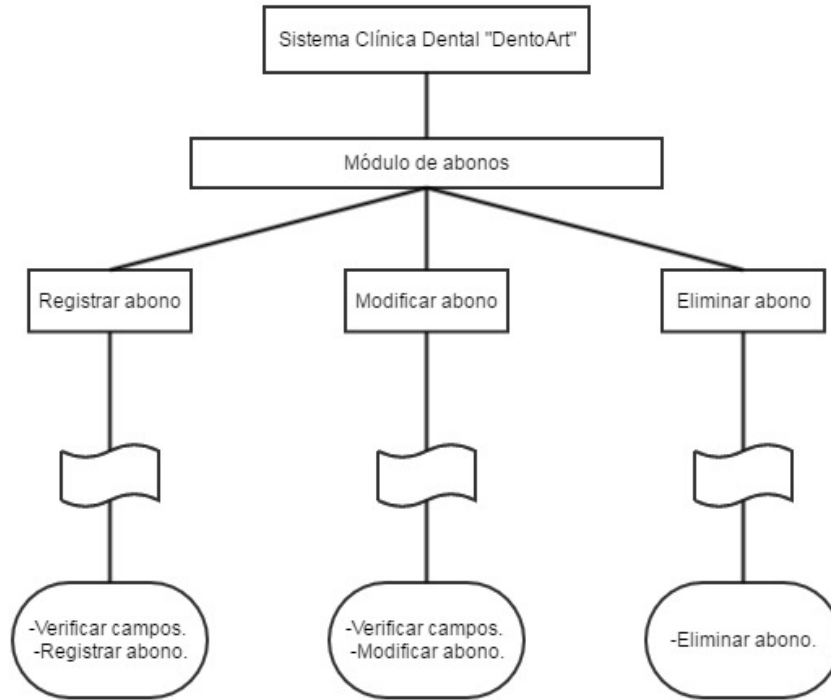 Sistema Clínica Dental "DentoArt"
Módulo de abonos
Registrar abono
Modificar abono
Eliminar abono
-Verificar campos.
-Registrar abono.
-Verificar campos.
-Modificar abono.
-Eliminar abono.